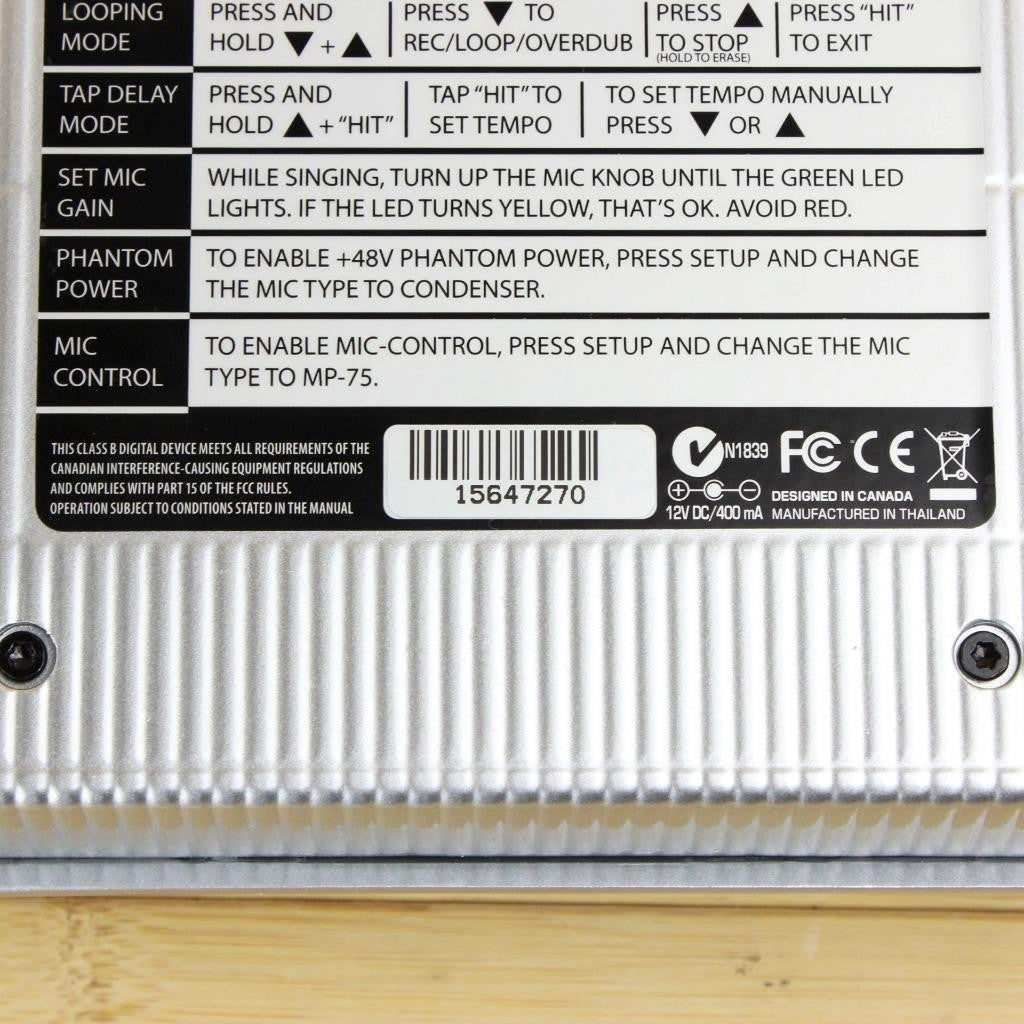 LOOPING MODE
PRESS AND HOLD ▼ + ▲
PRESS ▼ TO REC/LOOP/OVERDUB
PRESS ▲ TO STOP
(HOLD TO ERASE)
PRESS “HIT” TO EXIT
TAP DELAY MODE
PRESS AND HOLD ▲ + “HIT”
TAP “HIT” TO SET TEMPO
TO SET TEMPO MANUALLY PRESS ▼ OR ▲
SET MIC GAIN
WHILE SINGING, TURN UP THE MIC KNOB UNTIL THE GREEN LED
LIGHTS. IF THE LED TURNS YELLOW, THAT’S OK. AVOID RED.
PHANTOM POWER
TO ENABLE +48V PHANTOM POWER, PRESS SETUP AND CHANGE
THE MIC TYPE TO CONDENSER.
MIC CONTROL
TO ENABLE MIC-CONTROL, PRESS SETUP AND CHANGE THE MIC
TYPE TO MP-75.
THIS CLASS B DIGITAL DEVICE MEETS ALL REQUIREMENTS OF THE
CANADIAN INTERFERENCE-CAUSING EQUIPMENT REGULATIONS
AND COMPLIES WITH PART 15 OF THE FCC RULES.
OPERATION SUBJECT TO CONDITIONS STATED IN THE MANUAL
15647270
N1839
FC CE
12V DC/400 mA
DESIGNED IN CANADA
MANUFACTURED IN THAILAND